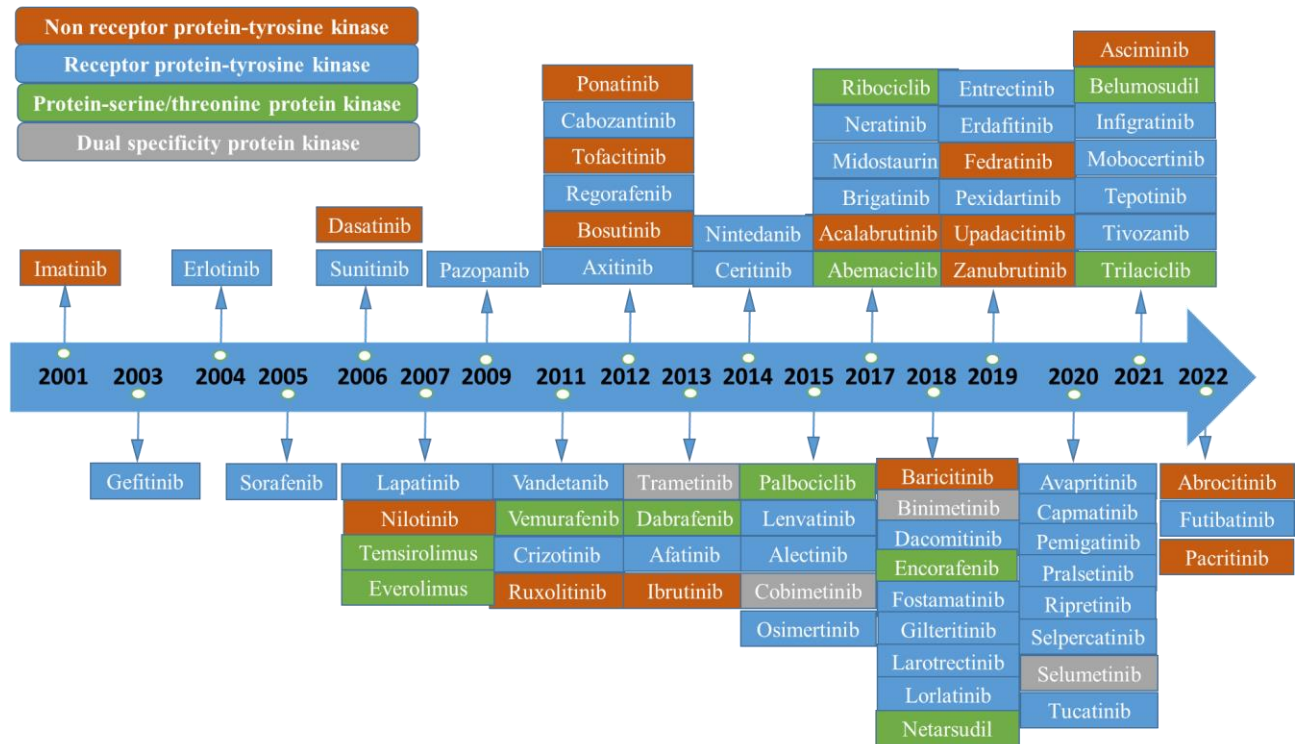 Non receptor protein-tyrosine kinase
Receptor protein-tyrosine kinase
Protein-serine/threonine protein kinase
Dual specificity protein kinase
Imatinib
Erlotinib
Dasatinib
Sunitinib
Pazopanib
Ponatinib
Cabozantinib
Tofacitinib
Regorafenib
Bosutinib
Axitinib
Nintedanib
Ceritinib
Ribociclib
Neratinib
Midostaurin
Brigatinib
Acalabrutinib
Abemaciclib
Entrectinib
Erdafitinib
Fedratinib
Pexidartinib
Upadacitinib
Zanubrutinib
Asciminib
Belumosudil
Infigratinib
Mobocertinib
Tepotinib
Tivozanib
Trilaciclib
2001 2003 2004 2005 2006 2007 2009 2011 2012 2013 2014 2015 2017 2018 2019 2020 2021 2022
Gefitinib
Sorafenib
Lapatinib
Nilotinib
Temsirolimus
Everolimus
Vandetanib
Vemurafenib
Crizotinib
Ruxolitinib
Trametinib
Dabrafenib
Afatinib
Ibrutinib
Palbociclib
Lenvatinib
Alectinib
Cobimetinib
Osimertinib
Baricitinib
Binimetinib
Dacomitinib
Encorafenib
Fostamatinib
Gilteritinib
Larotrectinib
Lorlatinib
Netarsudil
Avapritinib
Capmatinib
Pemigatinib
Pralsetinib
Ripretinib
Selpercatinib
Selumetinib
Tucatinib
Abrocitinib
Futibatinib
Pacritinib